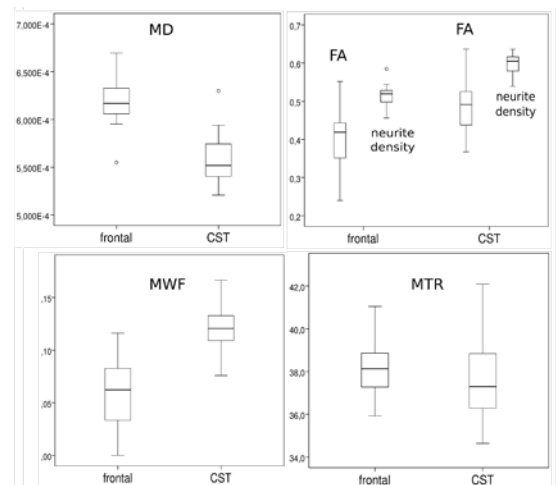 MD
7,000E-4
6,500E-4
6,000E-4
5,500E-4
5,000E-4
frontal CST
FA
FA
0,7
0,6
0,5
0,4
0,3
0,2
neurite
density
neurite
density
frontal CST
MWF
,15
,10
,05
,00
frontal CST
MTR
42,0
40,0
38,0
36,0
34,0
frontal CST